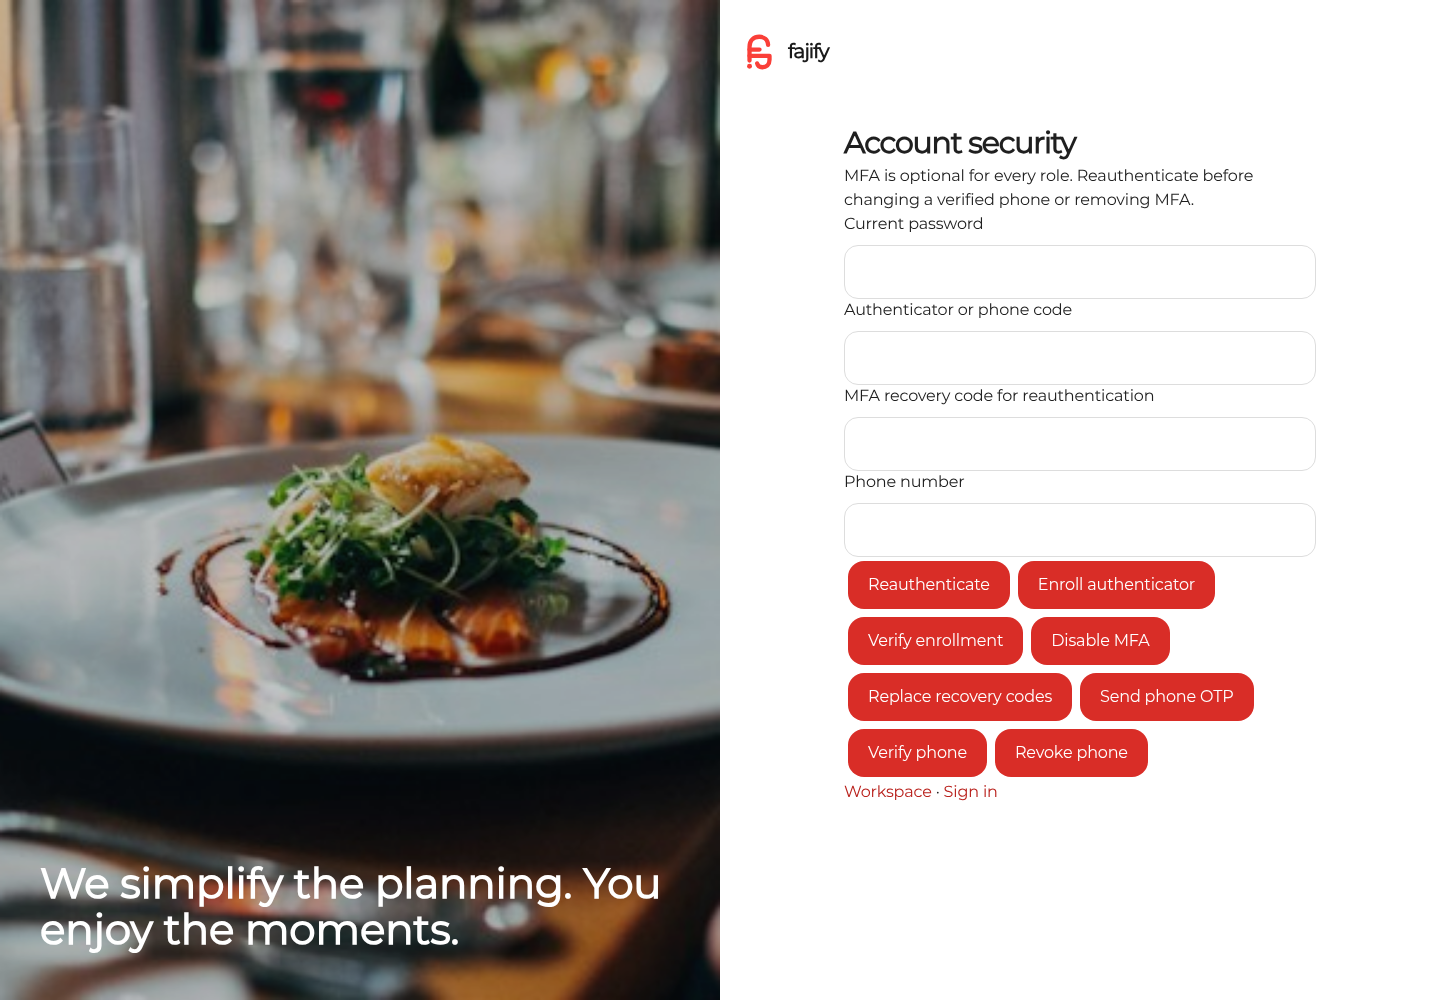 fajify
Account security
MFA is optional for every role. Reauthenticate before
changing a verified phone or removing MFA.
Current password
Authenticator or phone code
MFA recovery code for reauthentication
Phone number
Reauthenticate
Enroll authenticator
Verify enrollment
Disable MFA
Replace recovery codes
Send phone OTP
Verify phone
Revoke phone
Workspace · Sign in
We simplify the planning. You
enjoy the moments.